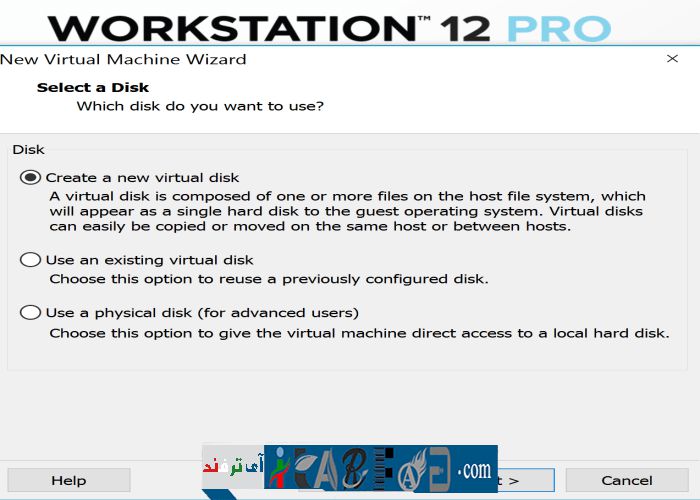 WORKSTATION™ 12 PRO
New Virtual Machine Wizard
Select a Disk
Which disk do you want to use?
Disk
Create a new virtual disk
A virtual disk is composed of one or more files on the host file system, which
will appear as a single hard disk to the guest operating system. Virtual disks
can easily be copied or moved on the same host or between hosts.
Use an existing virtual disk
Choose this option to reuse a previously configured disk.
Use a physical disk (for advanced users)
Choose this option to give the virtual machine direct access to a local hard disk.
آی ترفند
.com
Help
Cancel